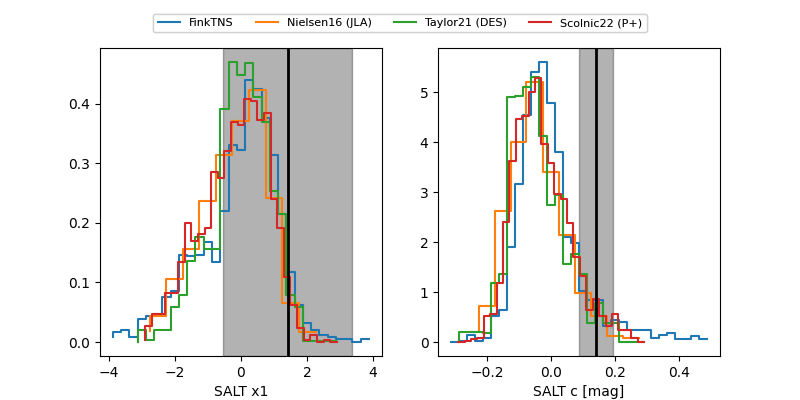 FinkTNS Nielsen16 (JLA) Taylor21 (DES) Scolnic22 (P+)
0.4
0.3
0.2
0.1
0.0
−4 −2 0 2 4
SALT x1
5
4
3
2
1
0
−0.2 0.0 0.2 0.4
SALT c [mag]